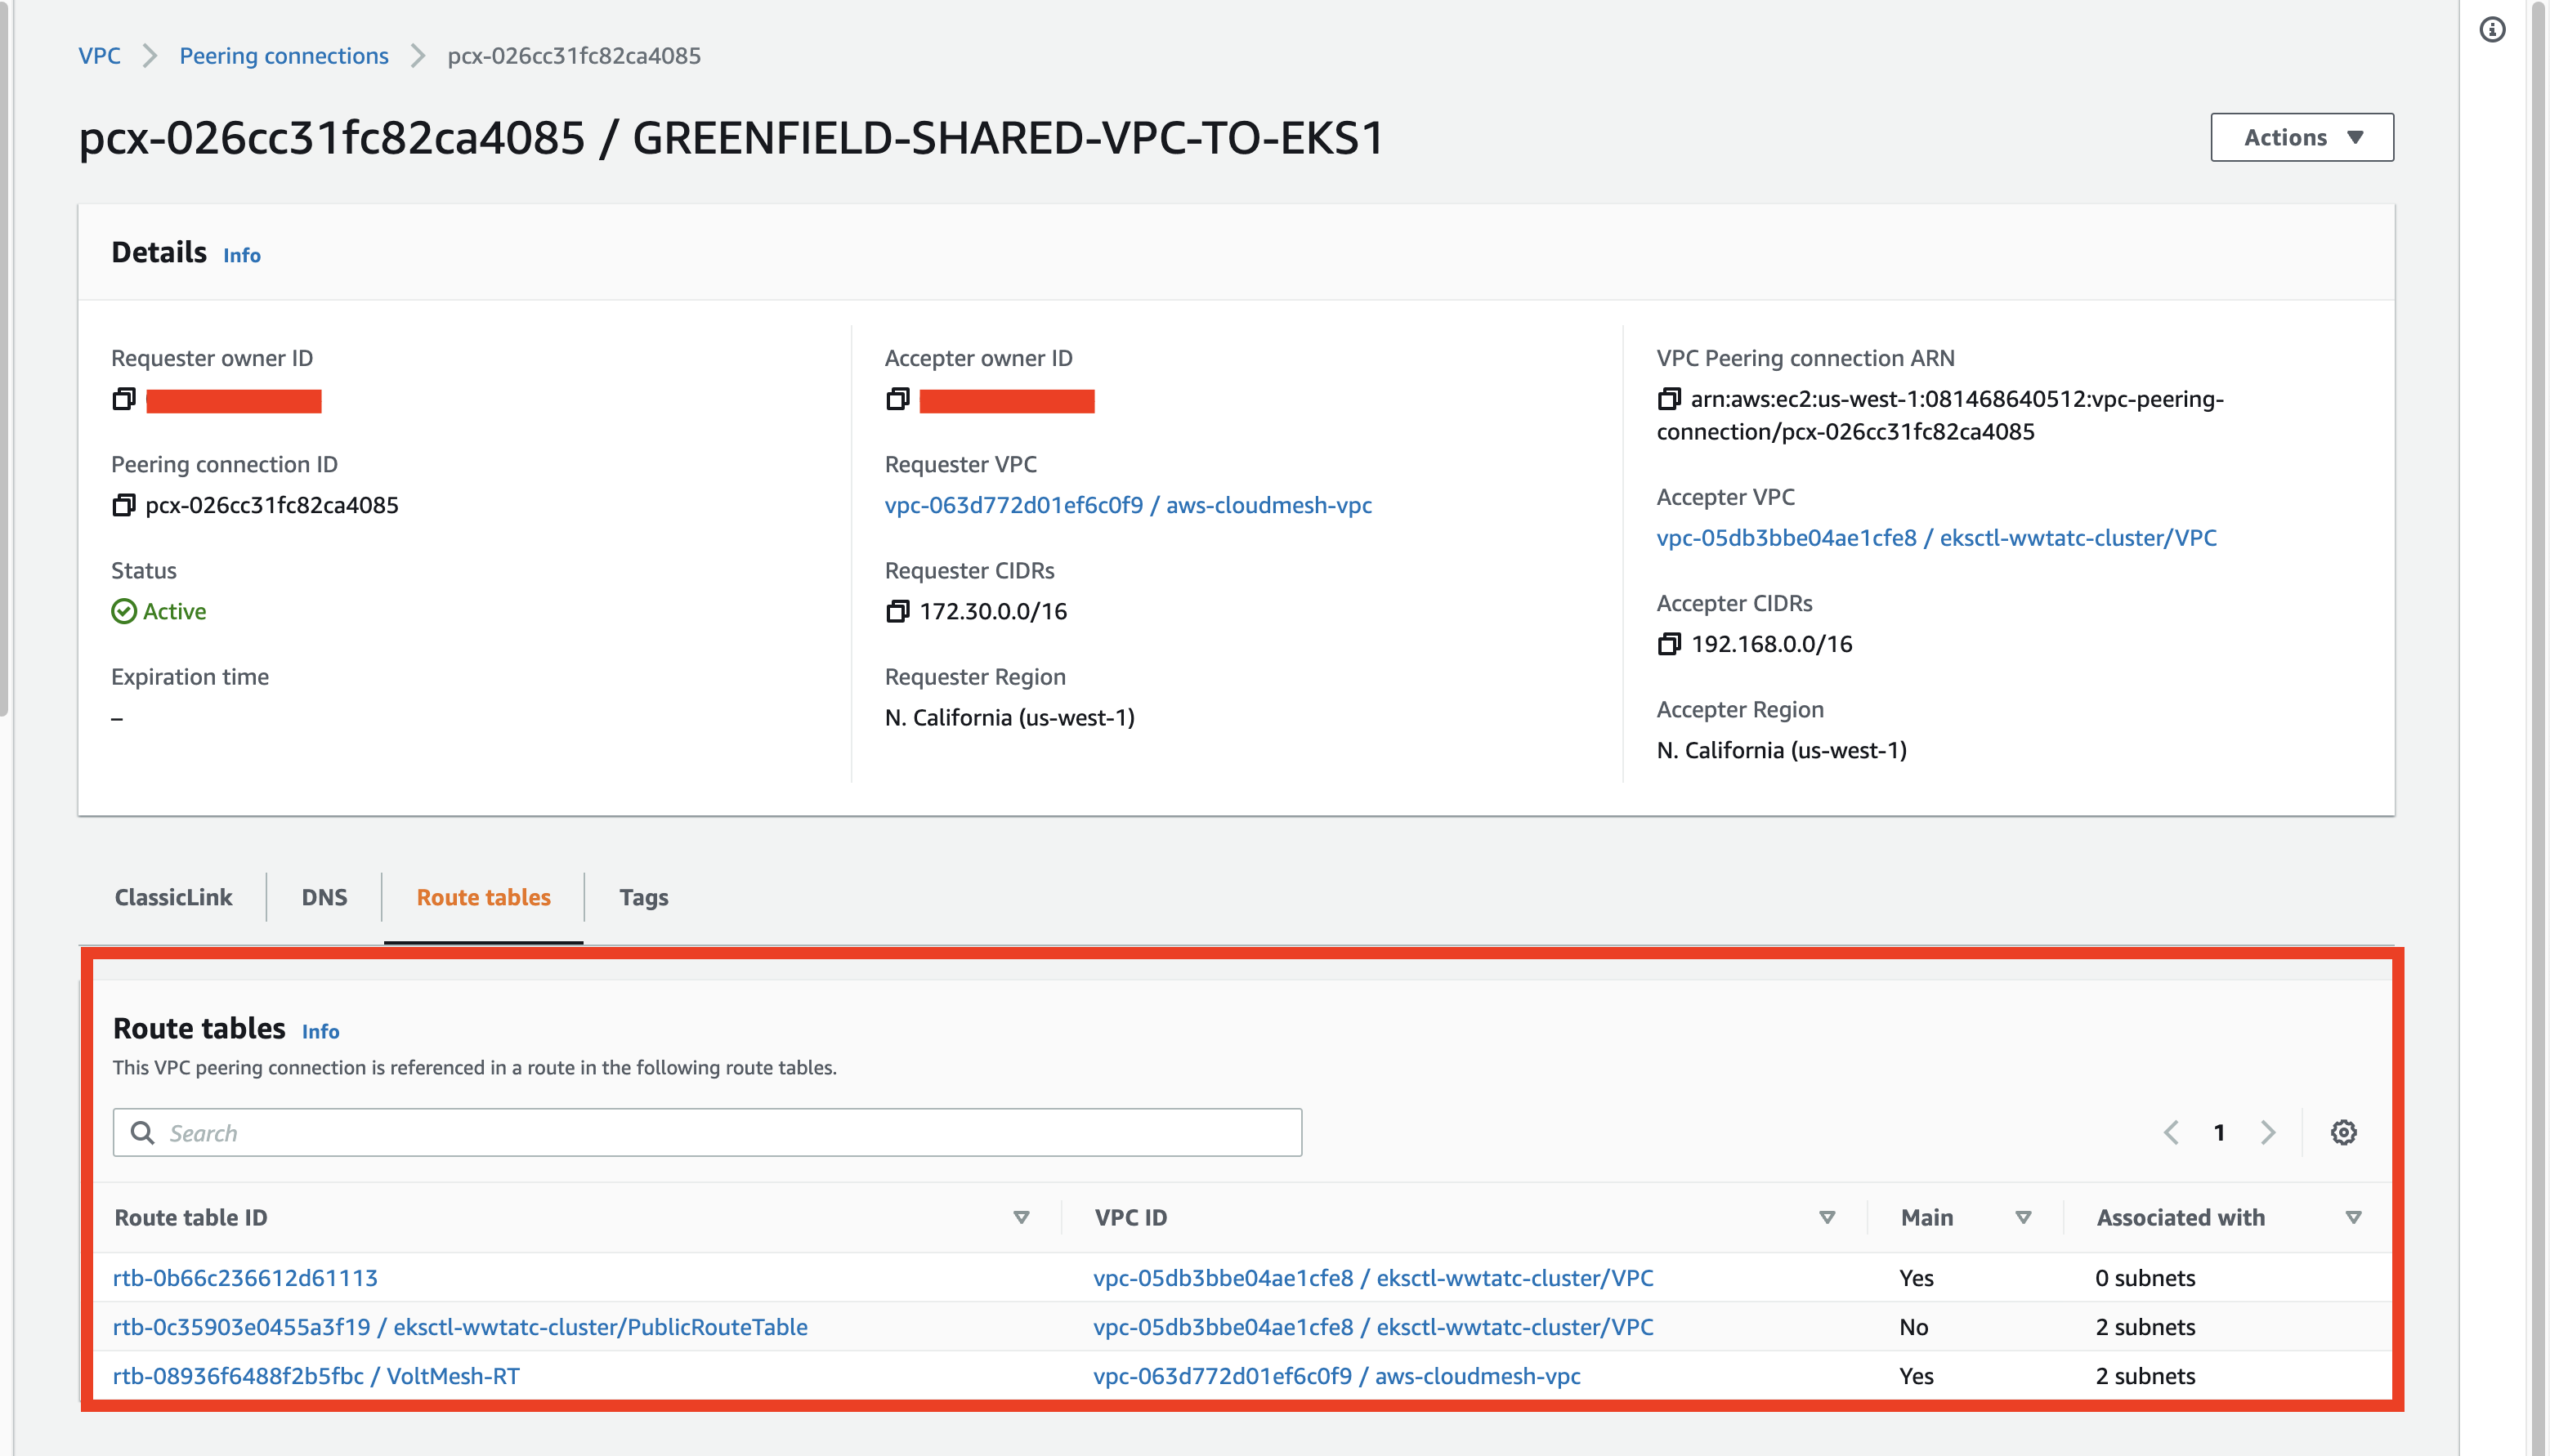 VPC > Peering connections > pcx-026cc31fc82ca4085
pcx-026cc31fc82ca4085 / GREENFIELD-SHARED-VPC-TO-EKS1
Actions
Details Info
Requester owner ID
Peering connection ID
pcx-026cc31fc82ca4085
Status
Active
Expiration time
–
Accepter owner ID
Requester VPC
vpc-063d772d01ef6c0f9 / aws-cloudmesh-vpc
Requester CIDRs
172.30.0.0/16
Requester Region
N. California (us-west-1)
VPC Peering connection ARN
arn:aws:ec2:us-west-1:081468640512:vpc-peering-
connection/pcx-026cc31fc82ca4085
Accepter VPC
vpc-05db3bbe04ae1cfe8 / eksctl-wwtatc-cluster/VPC
Accepter CIDRs
192.168.0.0/16
Accepter Region
N. California (us-west-1)
ClassicLink DNS Route tables Tags
Route tables Info
This VPC peering connection is referenced in a route in the following route tables.
Search
1
Route table ID VPC ID Main Associated with
rtb-0b66c236612d61113 vpc-05db3bbe04ae1cfe8 / eksctl-wwtatc-cluster/VPC Yes 0 subnets
rtb-0c35903e0455a3f19 / eksctl-wwtatc-cluster/PublicRouteTable vpc-05db3bbe04ae1cfe8 / eksctl-wwtatc-cluster/VPC No 2 subnets
rtb-08936f6488f2b5fbc / VoltMesh-RT vpc-063d772d01ef6c0f9 / aws-cloudmesh-vpc Yes 2 subnets